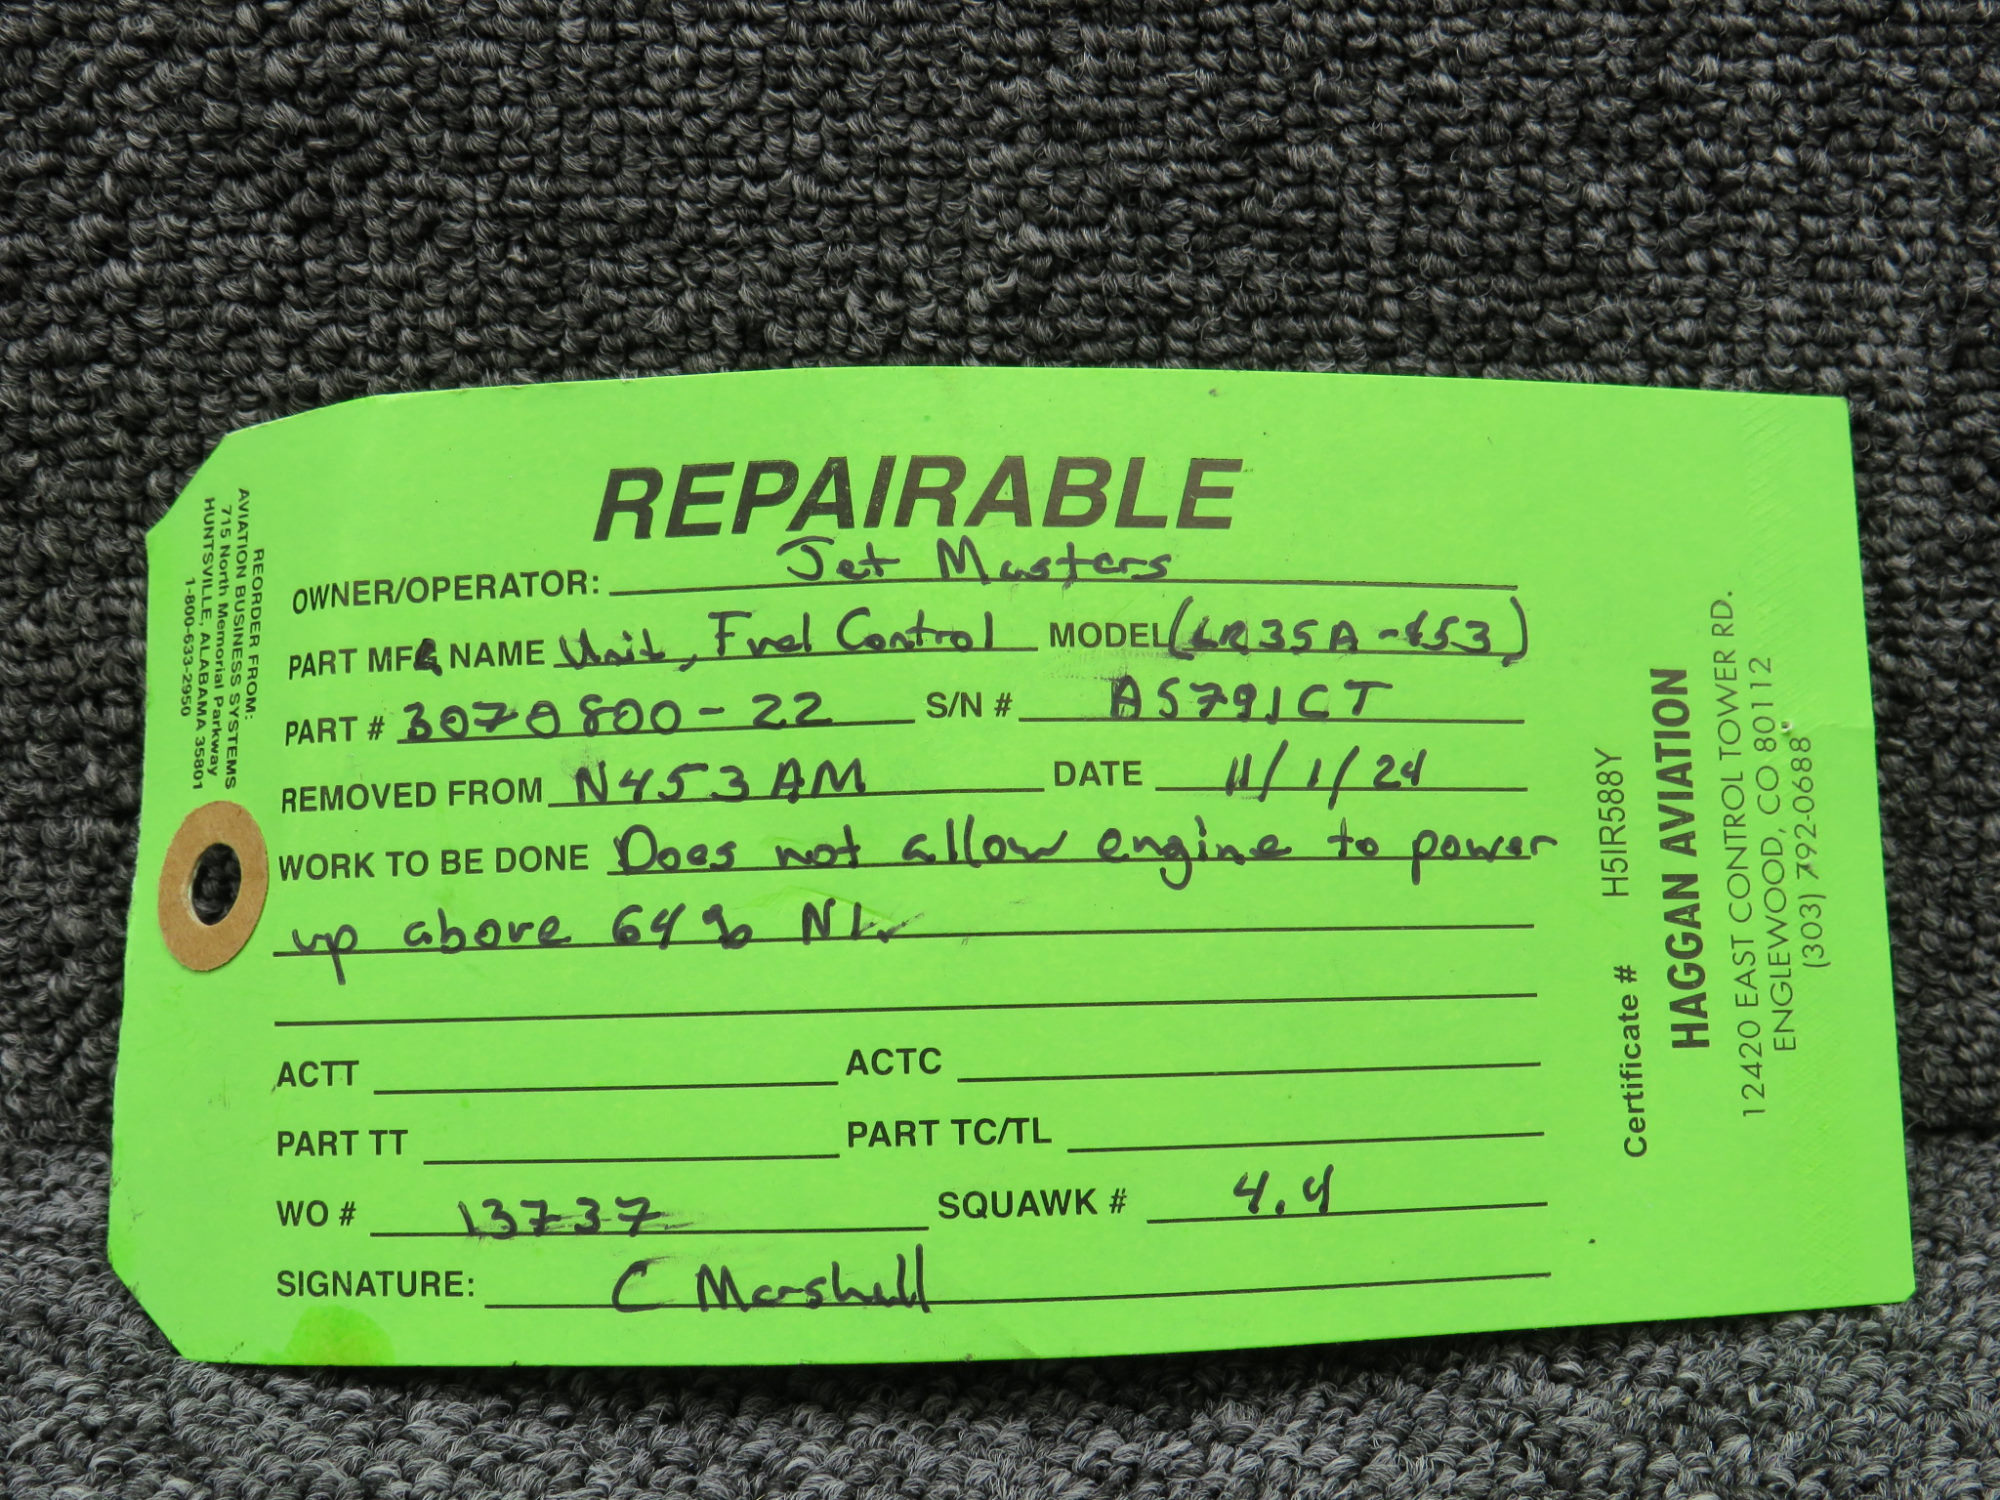 REPAIRABLE
OWNER/OPERATOR: Jet Masters
PART MFG NAME Unit, Fuel Control MODEL (LR35A-653)
PART # 3070800-22 S/N # A5791CT
REMOVED FROM N453AM DATE 11/1/24
WORK TO BE DONE Does not allow engine to power
up above 64% N1.
ACTT ACTC
PART TT PART TC/TL
WO # 13737 SQUAWK # 4.4
SIGNATURE: C Marshall
REORDER FROM:
AVIATION BUSINESS SYSTEMS
715 North Memorial Parkway
HUNTSVILLE, ALABAMA 35801
1-800-633-2950
Certificate # H5IR588Y
HAGGAN AVIATION
12420 EAST CONTROL TOWER RD.
ENGLEWOOD, CO 80112
(303) 792-0688